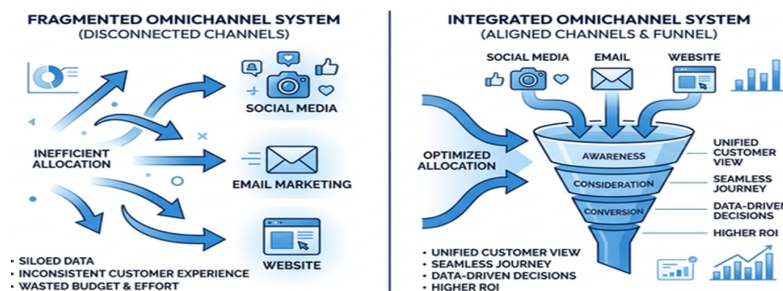 FRAGMENTED OMNICHANNEL SYSTEM
(DISCONNECTED CHANNELS)
SOCIAL MEDIA
INEFFICIENT
ALLOCATION
EMAIL MARKETING
WEBSITE
• SILOED DATA
• INCONSISTENT CUSTOMER EXPERIENCE
• WASTED BUDGET & EFFORT
INTEGRATED OMNICHANNEL SYSTEM
(ALIGNED CHANNELS & FUNNEL)
SOCIAL MEDIA
EMAIL
WEBSITE
OPTIMIZED
ALLOCATION
AWARENESS
CONSIDERATION
CONVERSION
UNIFIED
CUSTOMER
VIEW
SEAMLESS
JOURNEY
DATA-DRIVEN
DECISIONS
HIGHER ROI
• UNIFIED CUSTOMER VIEW
• SEAMLESS JOURNEY
• DATA-DRIVEN DECISIONS
• HIGHER ROI